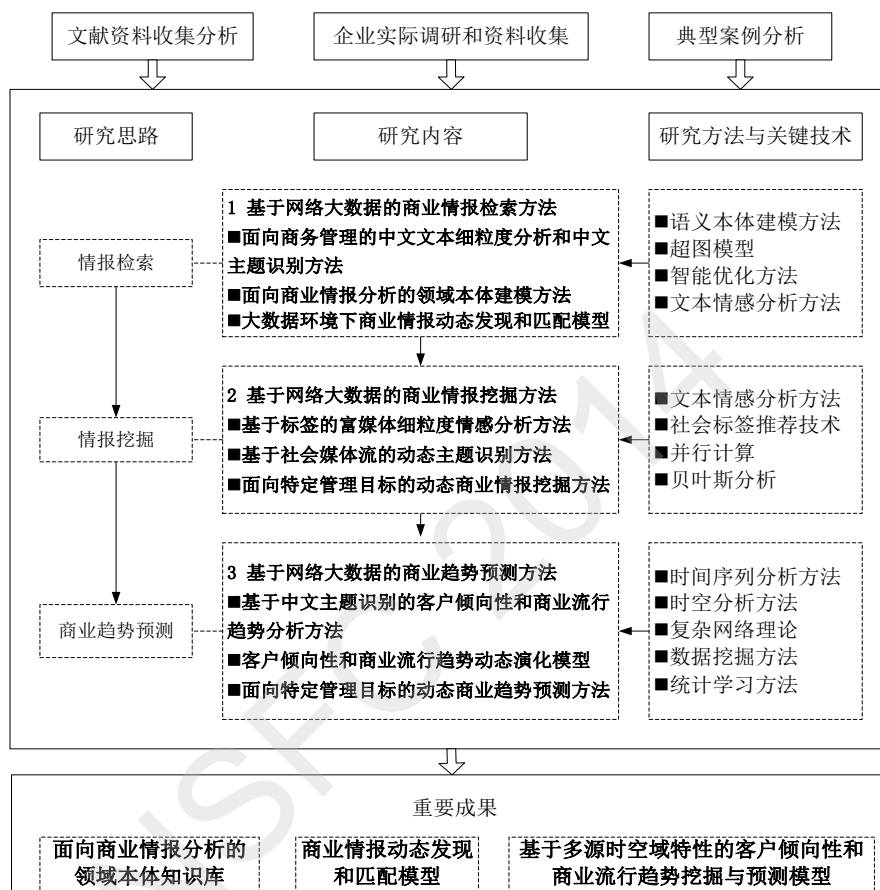 文献资料收集分析
企业实际调研和资料收集
典型案例分析
研究思路
研究内容
研究方法与关键技术
情报检索
1 基于网络大数据的商业情报检索方法
■面向商务管理的中文文本细粒度分析和中文
主题识别方法
■面向商业情报分析的领域本体建模方法
■大数据环境下商业情报动态发现和匹配模型
■语义本体建模方法
■超图模型
■智能优化方法
■文本情感分析方法
情报挖掘
2 基于网络大数据的商业情报挖掘方法
■基于标签的富媒体细粒度情感分析方法
■基于社会媒体流的动态主题识别方法
■面向特定管理目标的动态商业情报挖掘方法
■文本情感分析方法
■社会标签推荐技术
■并行计算
■贝叶斯分析
商业趋势预测
3 基于网络大数据的商业趋势预测方法
■基于中文主题识别的客户倾向性和商业流行
趋势分析方法
■客户倾向性和商业流行趋势动态演化模型
■面向特定管理目标的动态商业趋势预测方法
■时间序列分析方法
■时空分析方法
■复杂网络理论
■数据挖掘方法
■统计学习方法
重要成果
面向商业情报分析的
领域本体知识库
商业情报动态发现
和匹配模型
基于多源时空域特性的客户倾向性和
商业流行趋势挖掘与预测模型
NSFC 2014